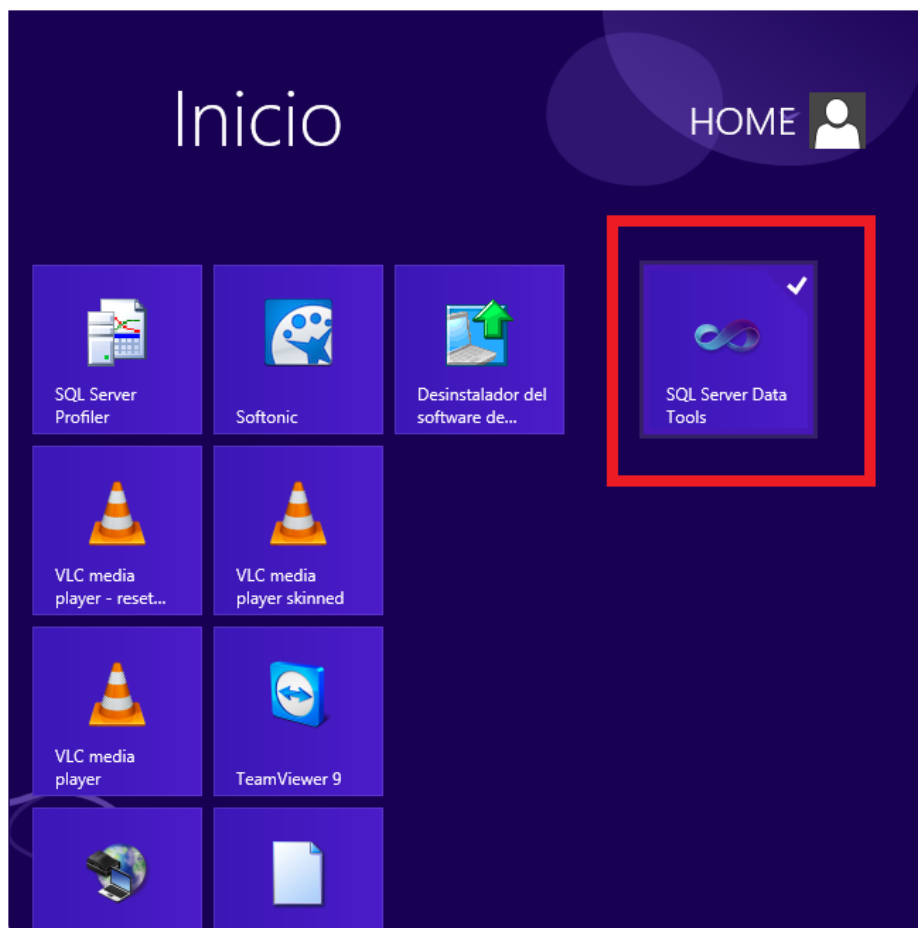 Inicio
HOME
SQL Server
Profiler
Softonic
Desinstalador del
software de...
SQL Server Data
Tools
VLC media
player - reset...
VLC media
player skinned
VLC media
player
TeamViewer 9